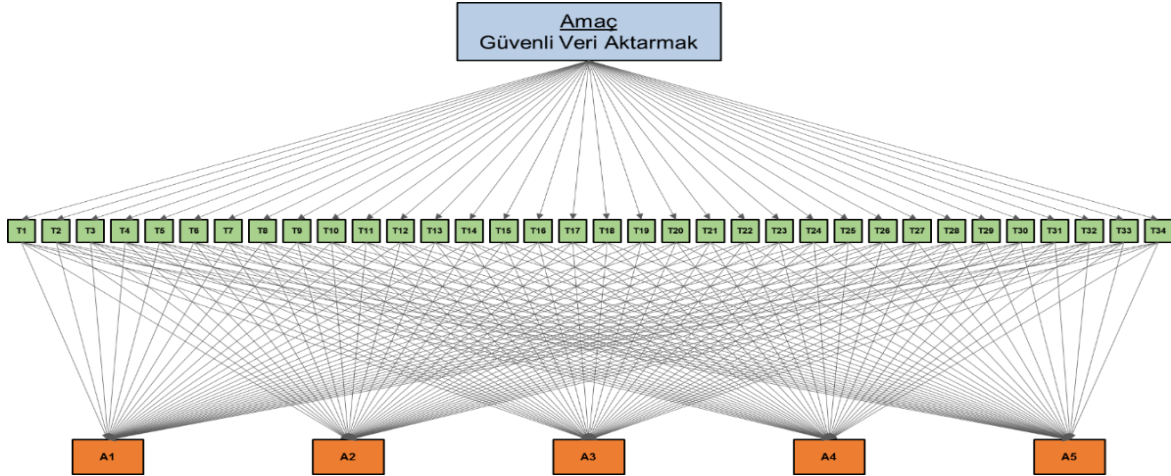 Amaç
Güvenli Veri Aktarmak
T1 T2 T3 T4 T5 T6 T7 T8 T9 T10 T11 T12 T13 T14 T15 T16 T17 T18 T19 T20 T21 T22 T23 T24 T25 T26 T27 T28 T29 T30 T31 T32 T33 T34
A1 A2 A3 A4 A5